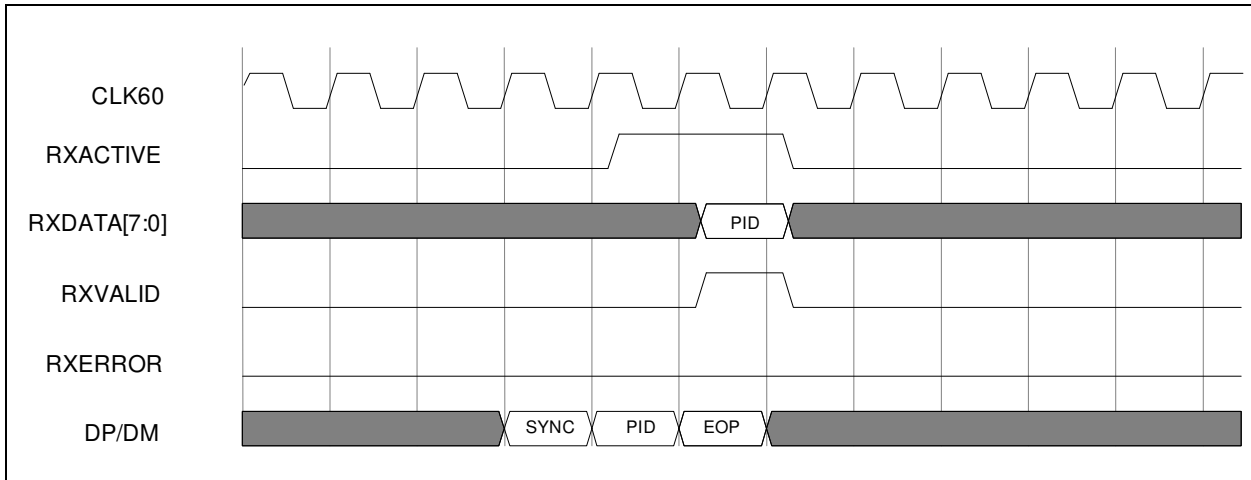 CLK60
RXACTIVE
RXDATA[7:0]
PID
RXVALID
RXERROR
DP/DM
SYNC
PID
EOP